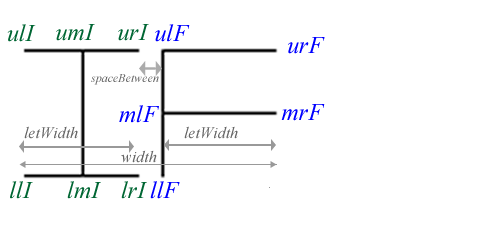 ulI umI urI ulF urF
spaceBetween
mlF mrF
letWidth letWidth
width
llI lmI lrI llF